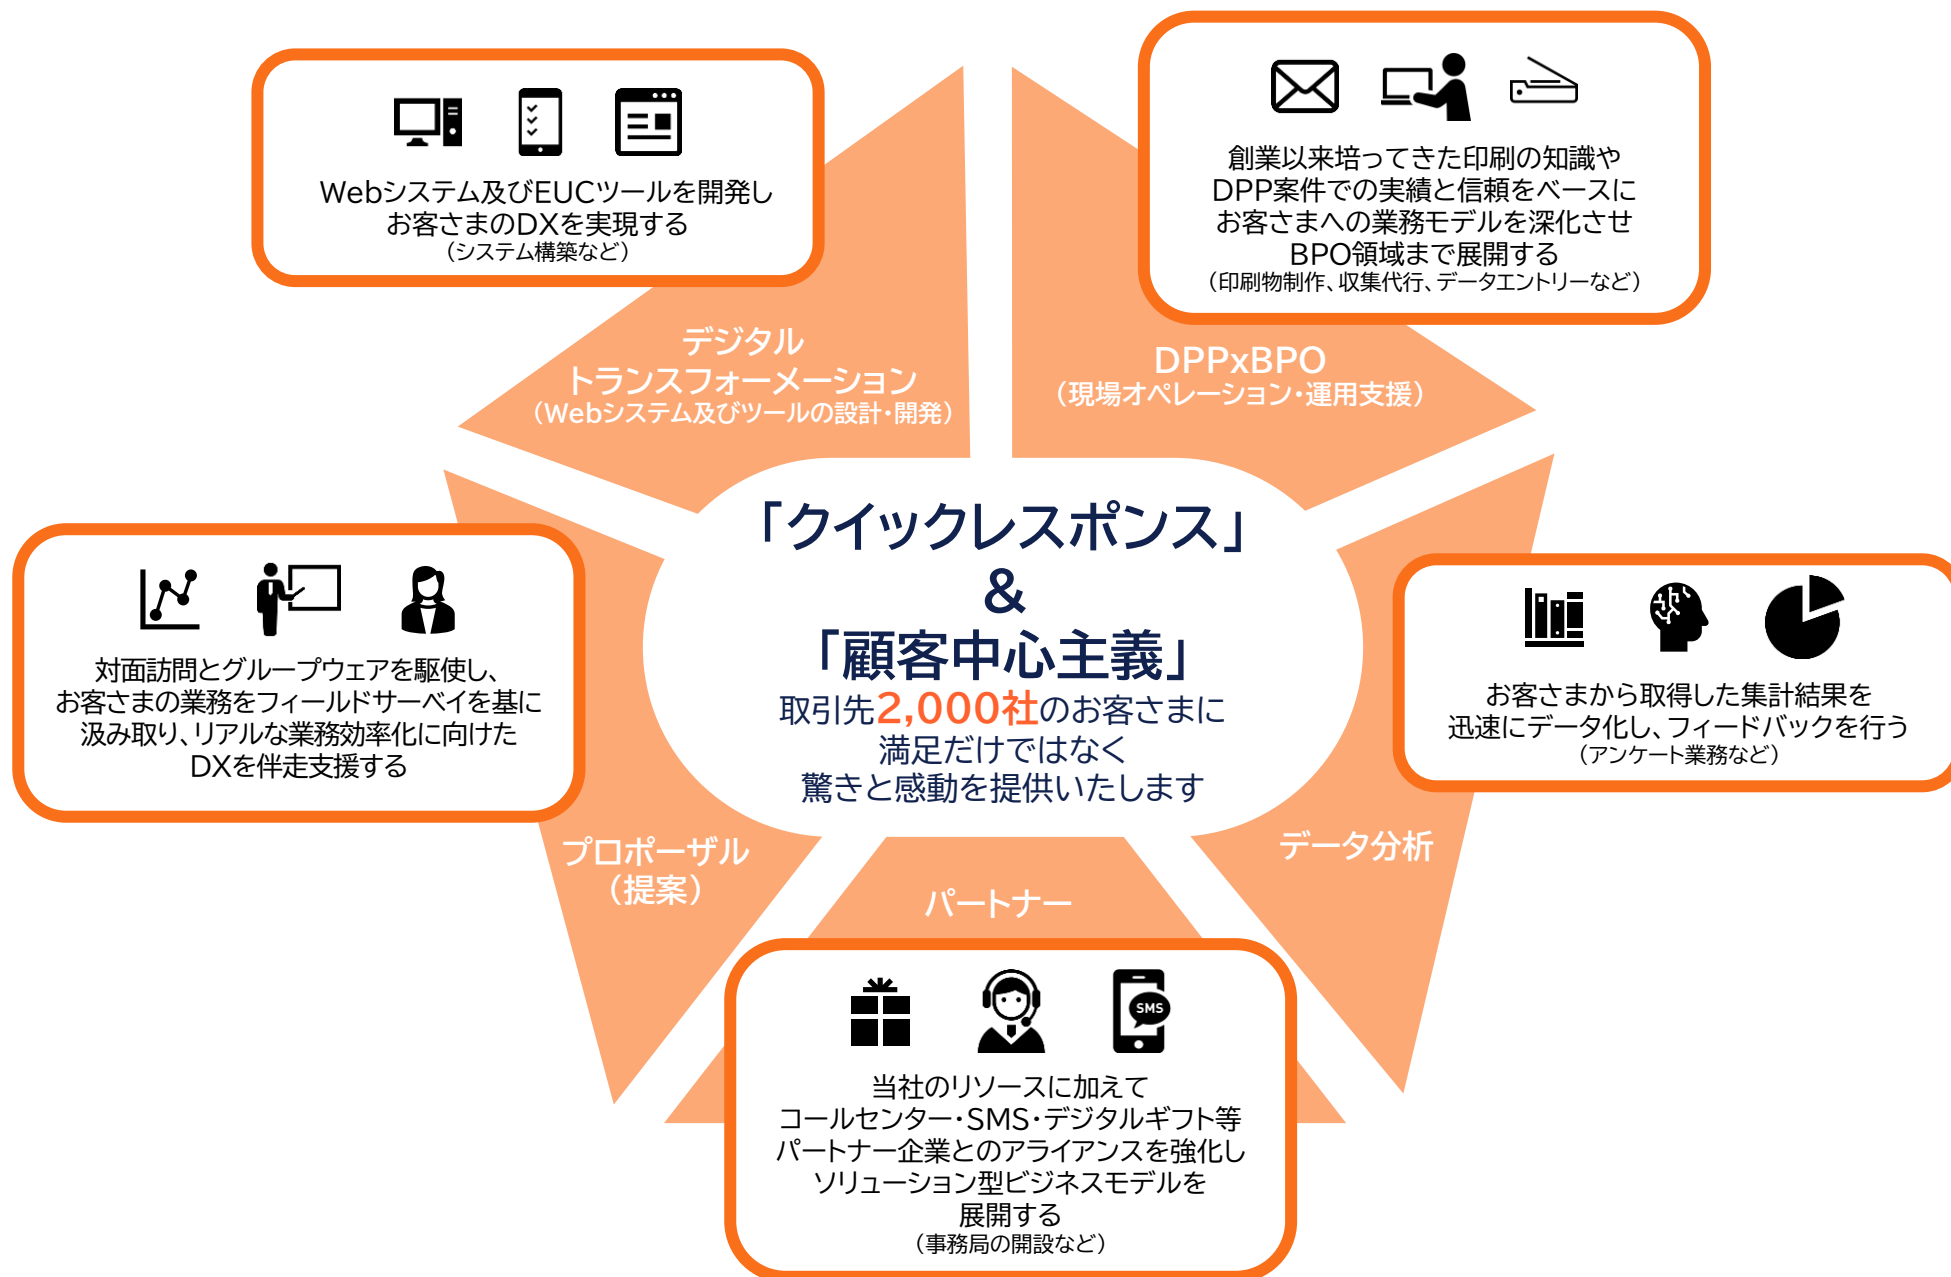 Webシステム及びEUCツールを開発し
お客さまのDXを実現する
（システム構築など）
創業以来培ってきた印刷の知識や
DPP案件での実績と信頼をベースに
お客さまへの業務モデルを深化させ
BPO領域まで展開する
（印刷物制作、収集代行、データエントリーなど）
デジタル
トランスフォーメーション
（Webシステム及びツールの設計・開発）
DPPxBPO
（現場オペレーション・運用支援）
「クイックレスポンス」
&
「顧客中心主義」
取引先2,000社のお客さまに
満足だけではなく
驚きと感動を提供いたします
対面訪問とグループウェアを駆使し、
お客さまの業務をフィールドサーベイを基に
汲み取り、リアルな業務効率化に向けた
DXを伴走支援する
お客さまから取得した集計結果を
迅速にデータ化し、フィードバックを行う
（アンケート業務など）
プロポーザル
（提案）
データ分析
パートナー
SMS
当社のリソースに加えて
コールセンター・SMS・デジタルギフト等
パートナー企業とのアライアンスを強化し
ソリューション型ビジネスモデルを
展開する
（事務局の開設など）